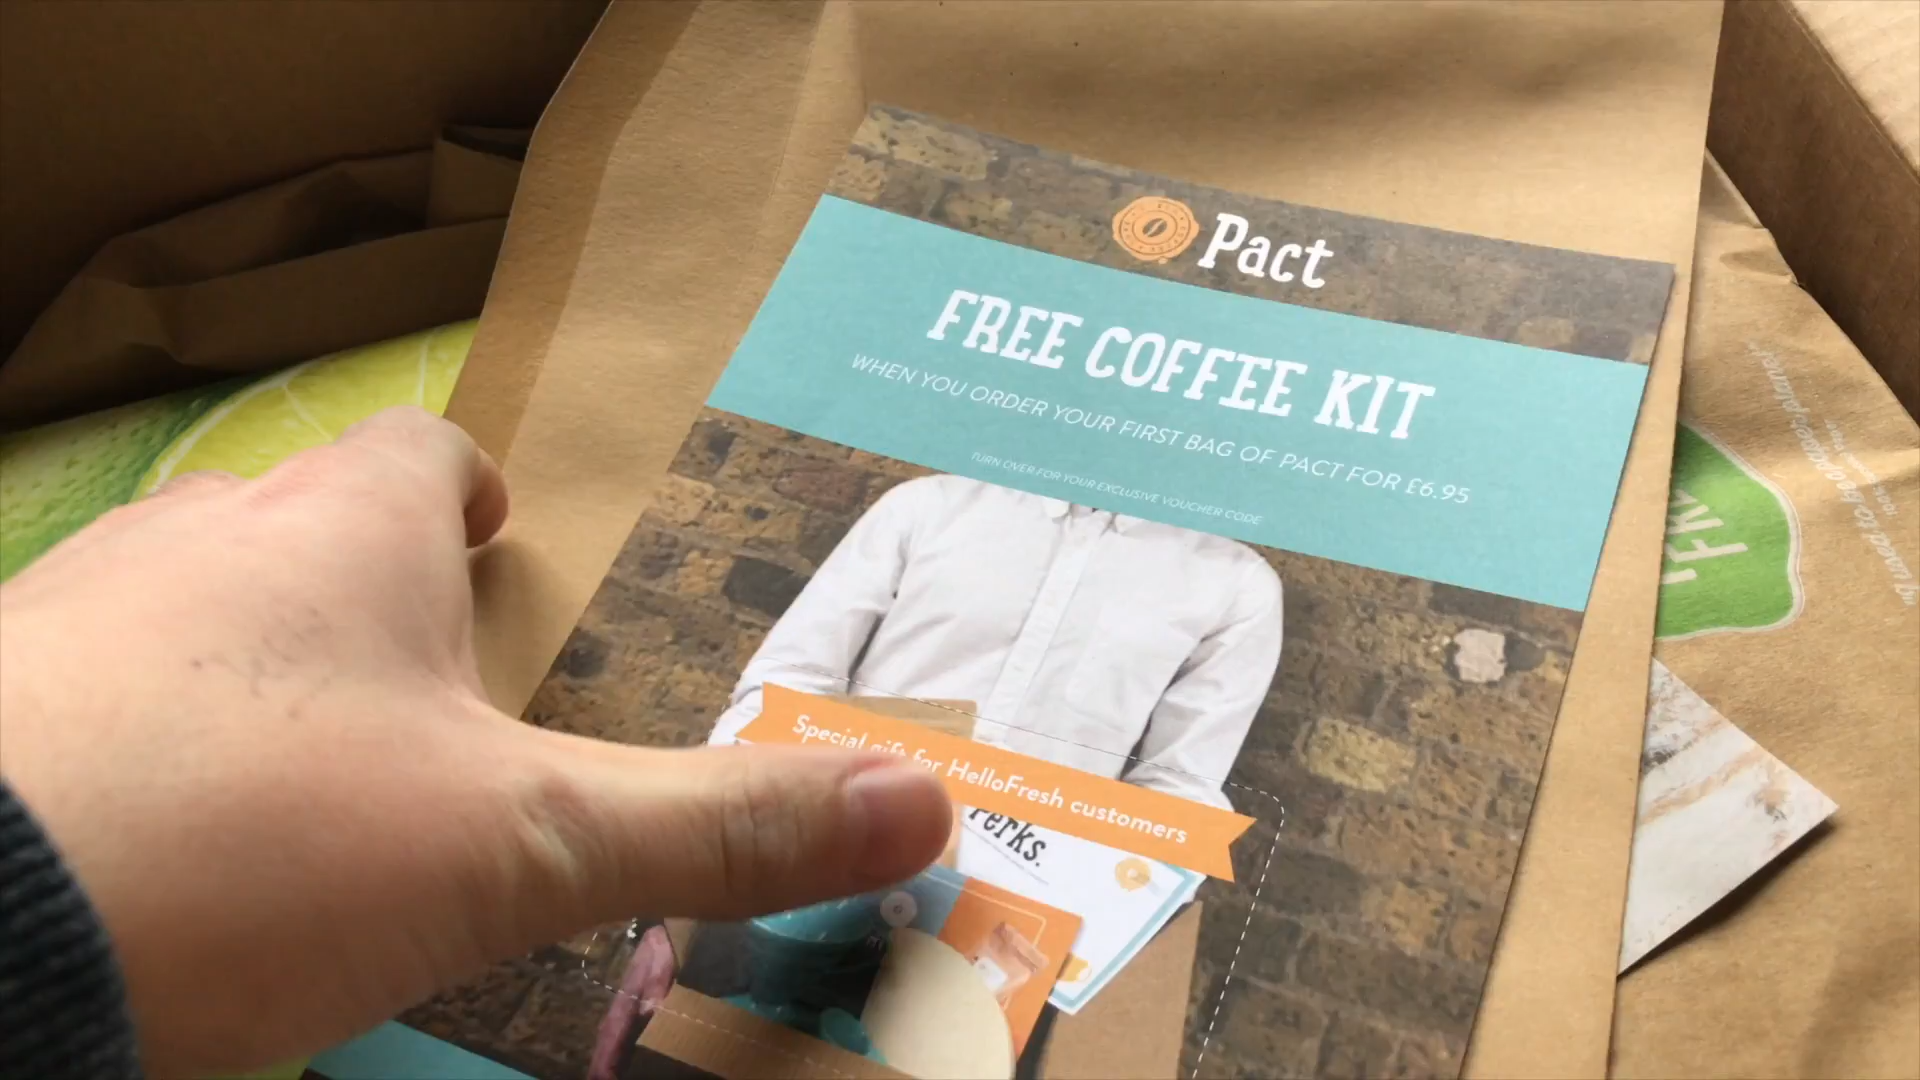 Pact
FREE COFFEE KIT
WHEN YOU ORDER YOUR FIRST BAG OF PACT FOR £6.95
TURN OVER FOR YOUR EXCLUSIVE VOUCHER CODE
Special gift for HelloFresh customers
Perks.